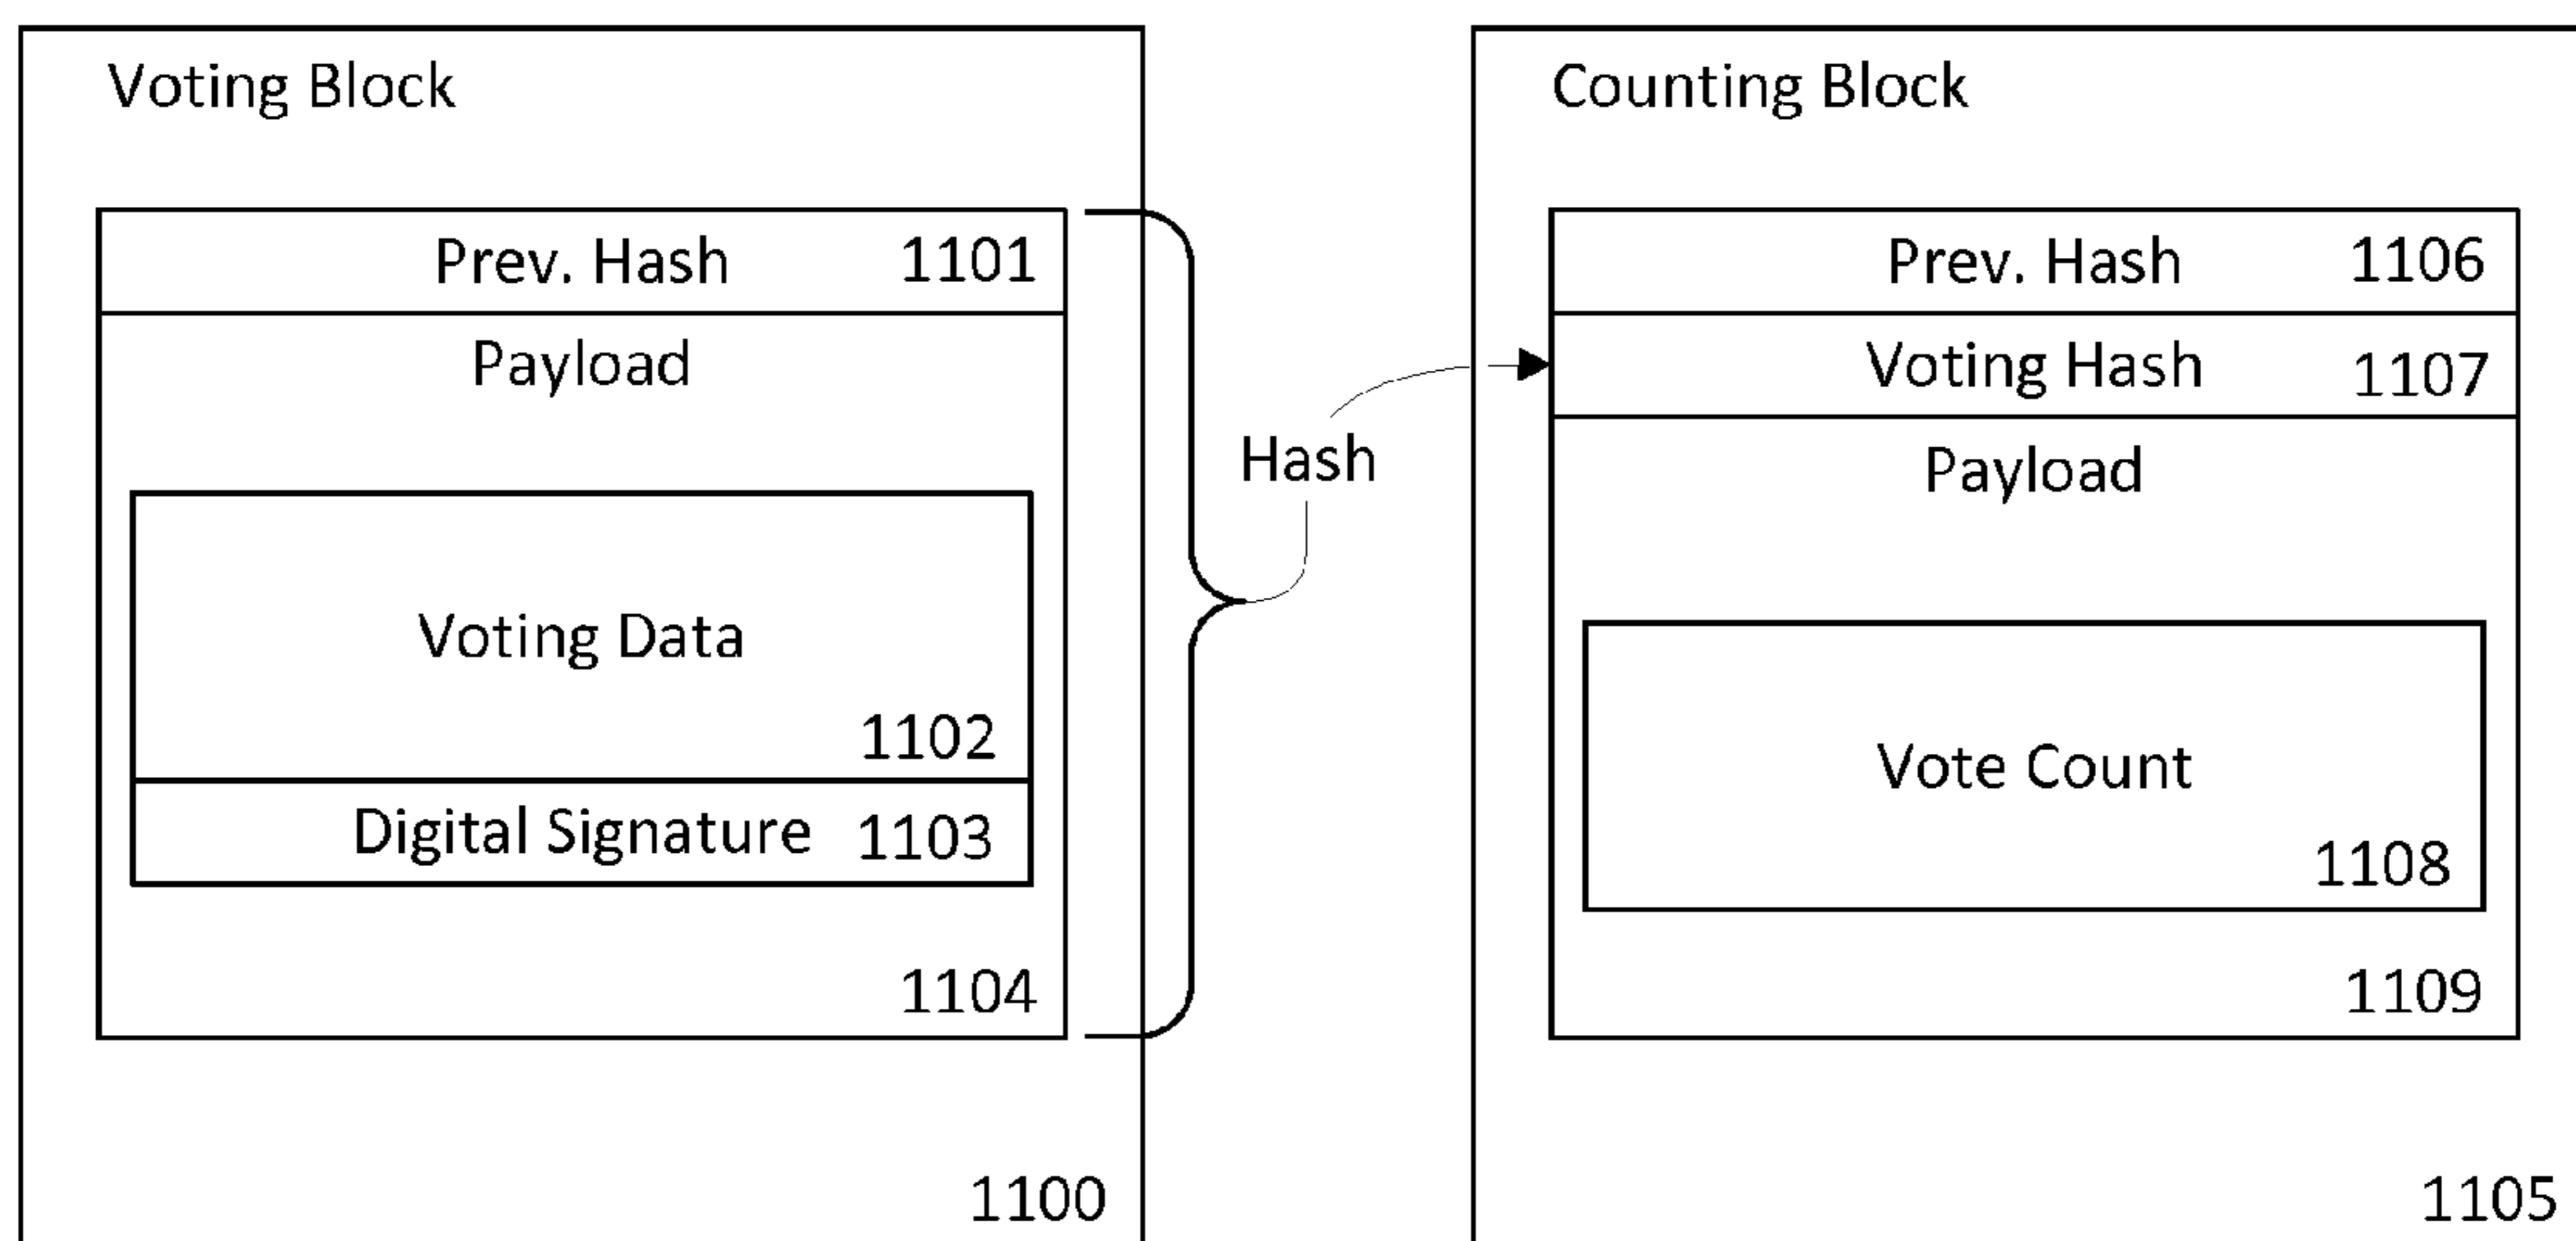 Voting Block
Prev. Hash 1101
Payload
Voting Data
1102
Digital Signature 1103
1104
1100
Hash
Counting Block
Prev. Hash 1106
Voting Hash 1107
Payload
Vote Count
1108
1109
1105